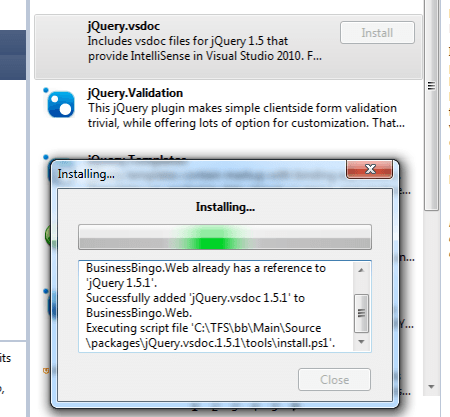 jQuery.vsdoc
Install
Includes vsdoc files for jQuery 1.5 that
provide IntelliSense in Visual Studio 2010. F...
jQuery.Validation
This jQuery plugin makes simple clientside form validation
trivial, while offering lots of option for customization. That...
jQuery.Templates
Installing...
Installing...
BusinessBingo.Web already has a reference to
'jQuery 1.5.1'.
Successfully added 'jQuery.vsdoc 1.5.1' to
BusinessBingo.Web.
Executing script file 'C:\TFS\bb\Main\Source
\packages\jQuery.vsdoc.1.5.1\tools\install.ps1'.
Close